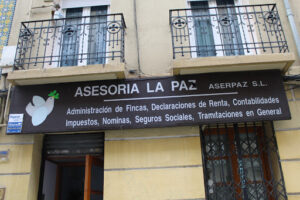 ASESORIA LA PAZ ASERPAZ S.L.
Administración de Fincas, Declaraciones de Renta, Contabilidades
Impuestos, Nominas, Seguros Sociales, Tramitaciones en General